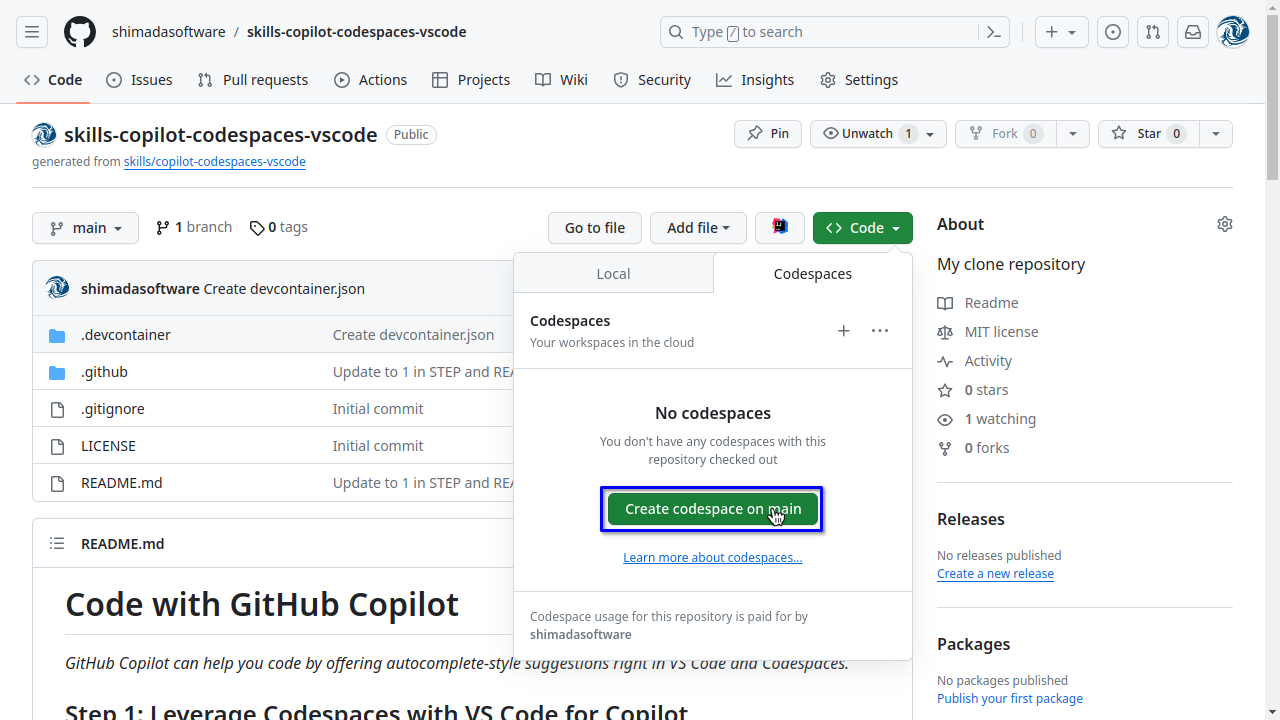 shimadasoftware / skills-copilot-codespaces-vscode
Type / to search
Code
Issues
Pull requests
Actions
Projects
Wiki
Security
Insights
Settings
skills-copilot-codespaces-vscode Public
Pin
Unwatch 1
Fork 0
Star 0
generated from skills/copilot-codespaces-vscode
main
1 branch
0 tags
Go to file
Add file
Code
Local
Codespaces
Codespaces
Your workspaces in the cloud
No codespaces
You don't have any codespaces with this
repository checked out
Create codespace on main
Learn more about codespaces...
Codespace usage for this repository is paid for by
shimadasoftware
shimadasoftware Create devcontainer.json
.devcontainer Create devcontainer.json
.github Update to 1 in STEP and REA
.gitignore Initial commit
LICENSE Initial commit
README.md Update to 1 in STEP and REA
README.md
Code with GitHub Copilot
GitHub Copilot can help you code by offering autocomplete-style suggestions right in VS Code and Codespaces.
Step 1: Leverage Codespaces with VS Code for Copilot
About
My clone repository
Readme
MIT license
Activity
0 stars
1 watching
0 forks
Releases
No releases published
Create a new release
Packages
No packages published
Publish your first package